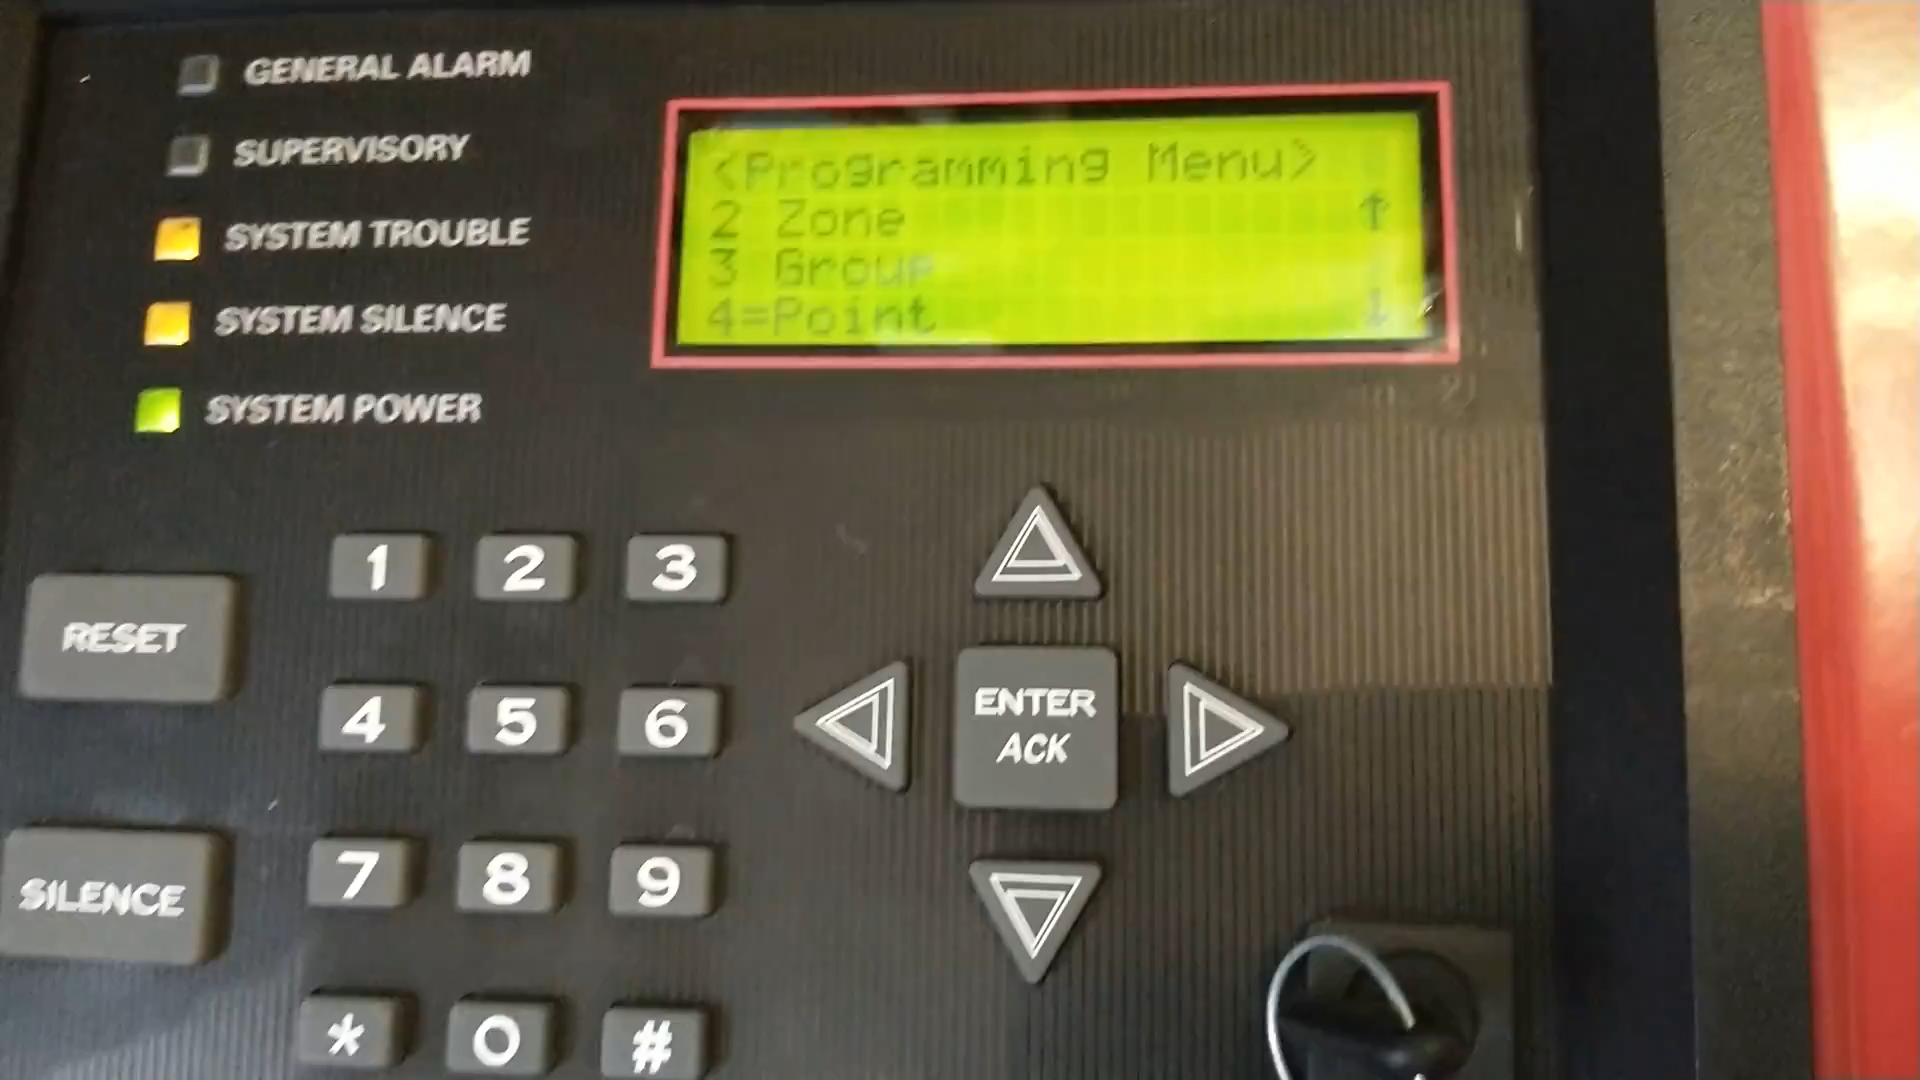 GENERAL ALARM
SUPERVISORY
SYSTEM TROUBLE
SYSTEM SILENCE
SYSTEM POWER
<Programming Menu>
2 Zone ↑
3 Group
4=Point ↓
1 2 3
RESET
4 5 6
ENTER
ACK
7 8 9
SILENCE
* 0 #